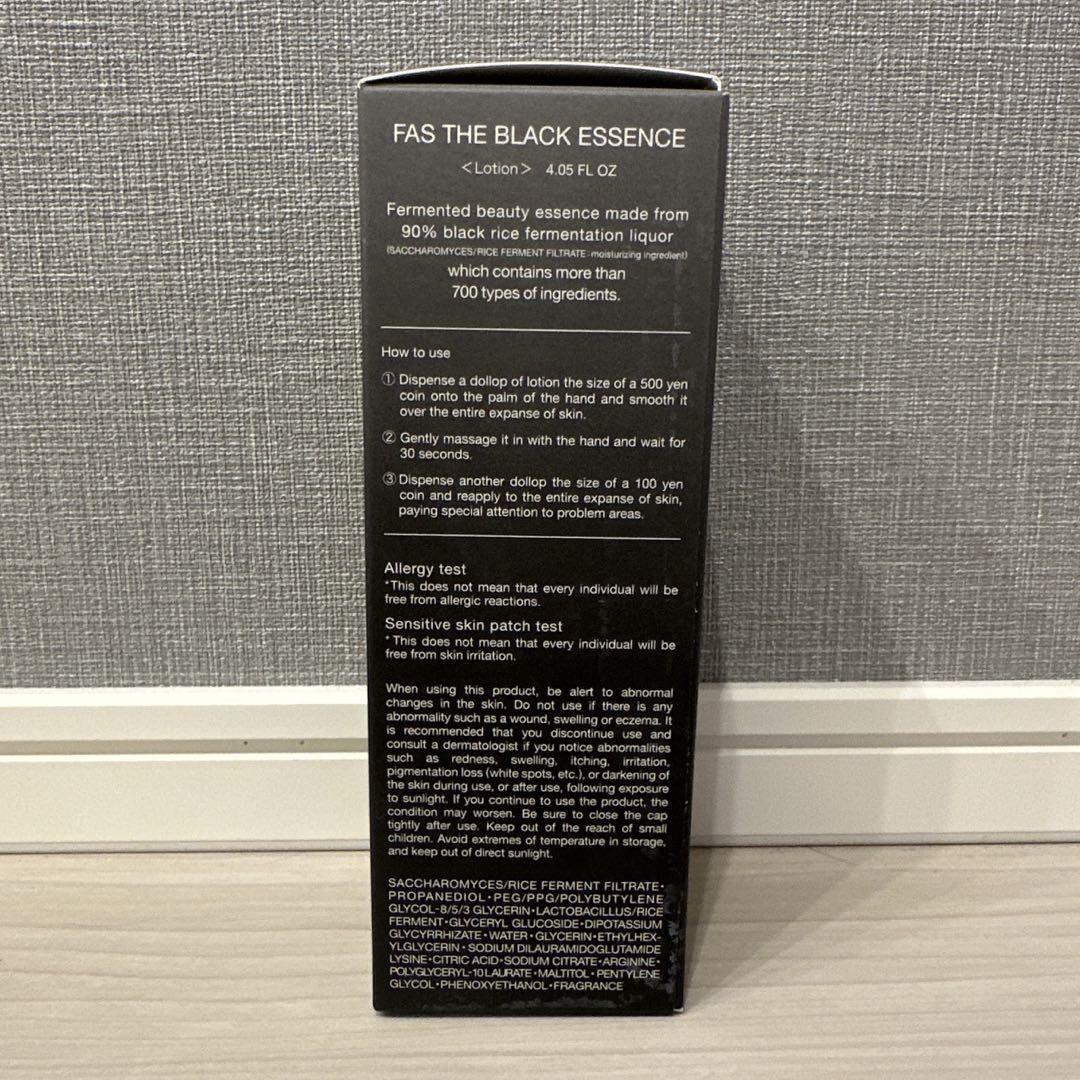 FAS THE BLACK ESSENCE
<Lotion> 4.05 FL OZ
Fermented beauty essence made from
90% black rice fermentation liquor
(SACCHAROMYCES/RICE FERMENT FILTRATE : moisturizing ingredient)
which contains more than
700 types of ingredients.
How to use
① Dispense a dollop of lotion the size of a 500 yen
coin onto the palm of the hand and smooth it
over the entire expanse of skin.
② Gently massage it in with the hand and wait for
30 seconds.
③ Dispense another dollop the size of a 100 yen
coin and reapply to the entire expanse of skin,
paying special attention to problem areas.
Allergy test
*This does not mean that every individual will be
free from allergic reactions.
Sensitive skin patch test
* This does not mean that every individual will be
free from skin irritation.
When using this product, be alert to abnormal
changes in the skin. Do not use if there is any
abnormality such as a wound, swelling or eczema. It
is recommended that you discontinue use and
consult a dermatologist if you notice abnormalities
such as redness, swelling, itching, irritation,
pigmentation loss (white spots, etc.), or darkening of
the skin during use, or after use, following exposure
to sunlight. If you continue to use the product, the
condition may worsen. Be sure to close the cap
tightly after use. Keep out of the reach of small
children. Avoid extremes of temperature in storage,
and keep out of direct sunlight.
SACCHAROMYCES/RICE FERMENT FILTRATE・
PROPANEDIOL・PEG/PPG/POLYBUTYLENE
GLYCOL-8/5/3 GLYCERIN・LACTOBACILLUS/RICE
FERMENT・GLYCERYL GLUCOSIDE・DIPOTASSIUM
GLYCYRRHIZATE・WATER・GLYCERIN・ETHYLHEX-
YLGLYCERIN・SODIUM DILAURAMIDOGLUTAMIDE
LYSINE・CITRIC ACID・SODIUM CITRATE・ARGININE・
POLYGLYCERYL-10 LAURATE・MALTITOL・PENTYLENE
GLYCOL・PHENOXYETHANOL・FRAGRANCE